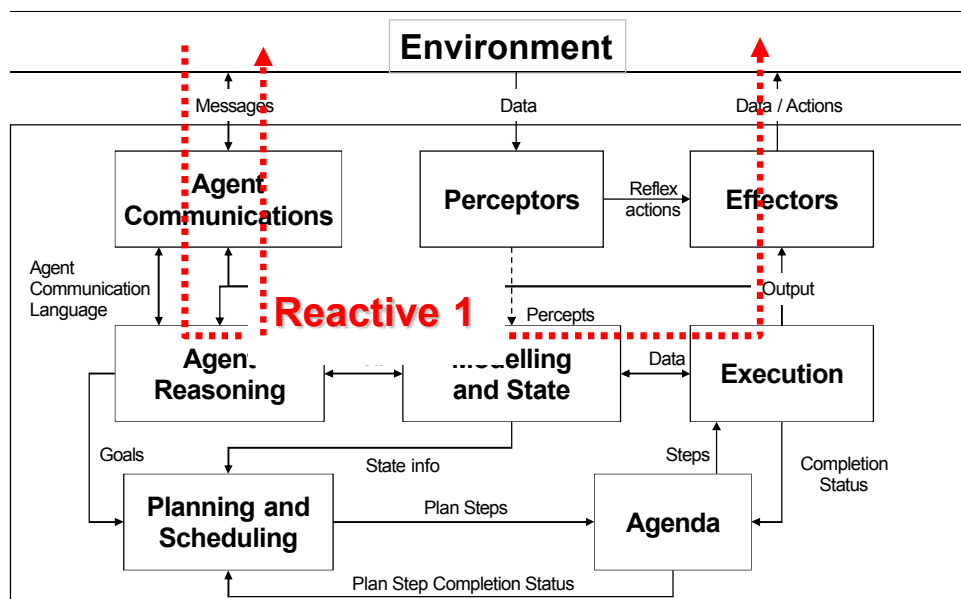 Environment
Messages
Data
Data / Actions
Agent
Communications
Perceptors
Reflex
actions
Effectors
Agent
Communication
Language
Reactive 1
Percepts
Output
Agent
Reasoning
Modelling
and State
Data
Execution
Goals
State info
Steps
Completion
Status
Planning and
Scheduling
Plan Steps
Agenda
Plan Step Completion Status